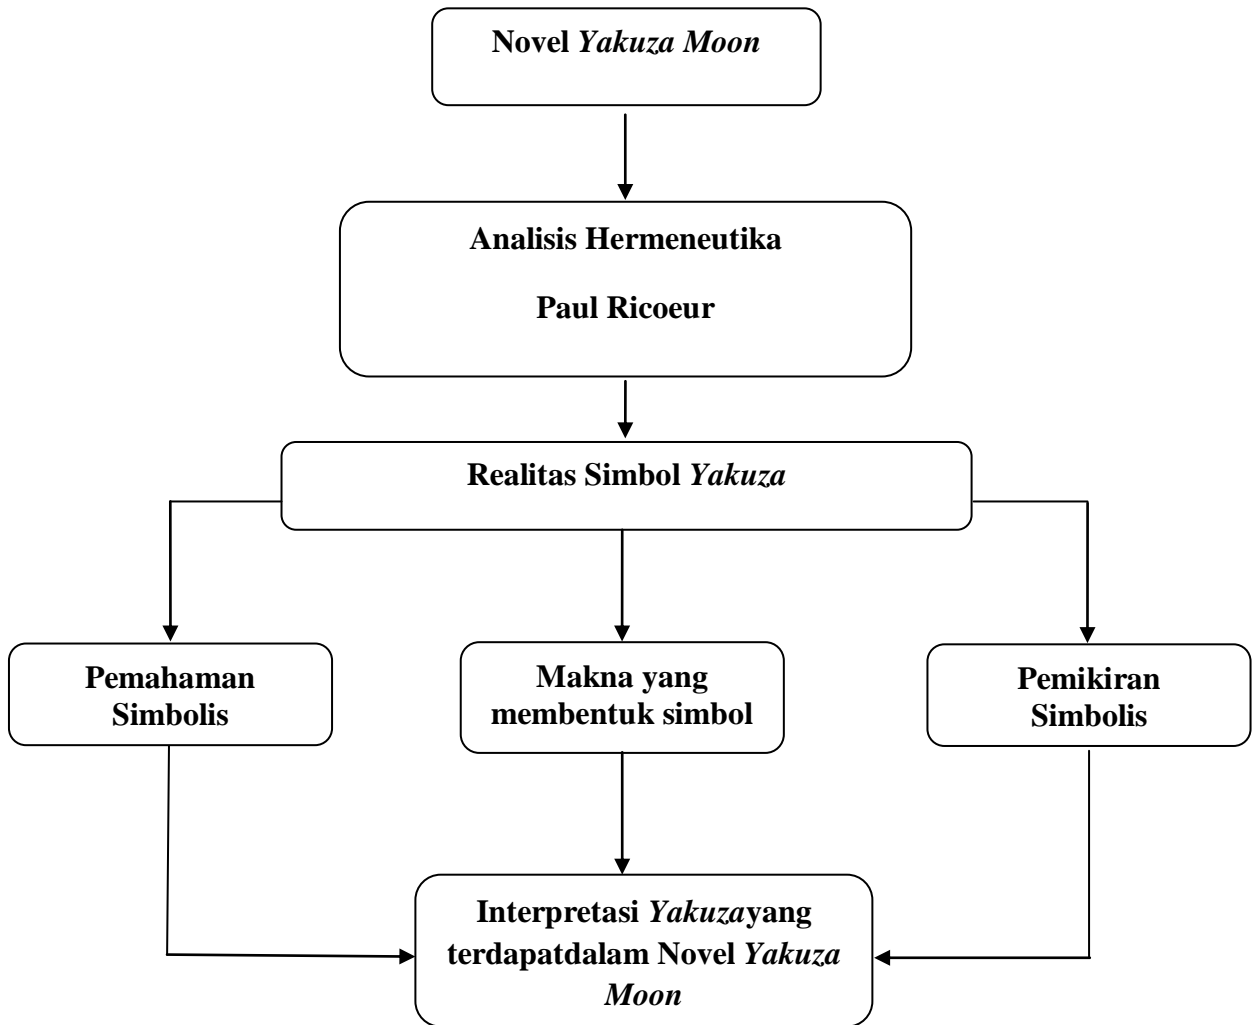 Novel Yakuza Moon
Analisis Hermeneutika
Paul Ricoeur
Realitas Simbol Yakuza
Pemahaman
Simbolis
Makna yang
membentuk simbol
Pemikiran
Simbolis
Interpretasi Yakuzayang
terdapatdalam Novel Yakuza
Moon